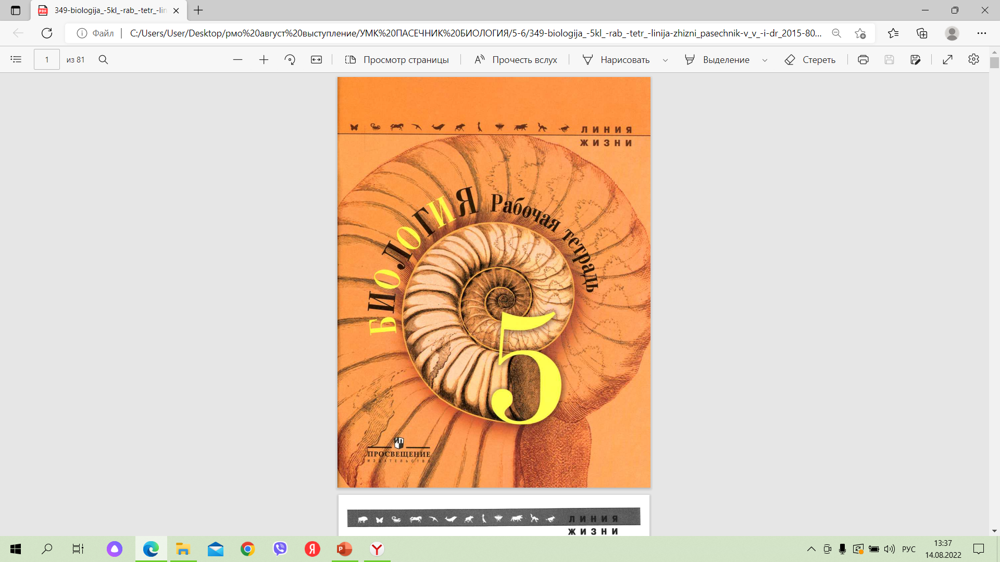 349-biologija_-5kl_-rab_-tetr_-lin
Файл
C:/Users/User/Desktop/рмо%20август%20выступление/УМК%20ПАСЕЧНИК%20БИОЛОГИЯ/5-6/349-biologija_-5kl_-rab_-tetr_-linija-zhizni_pasechnik-v_v_-i-dr_2015-80...
1
из 81
Просмотр страницы
Прочесть вслух
Нарисовать
Выделение
Стереть
ЛИНИЯ
ЖИЗНИ
БИОЛОГИЯ Рабочая тетрадь
5
ИП
ПРОСВЕЩЕНИЕ
ИЗДАТЕЛЬСТВО
ЛИНИЯ
ЖИЗНИ
РУС
13:37
14.08.2022